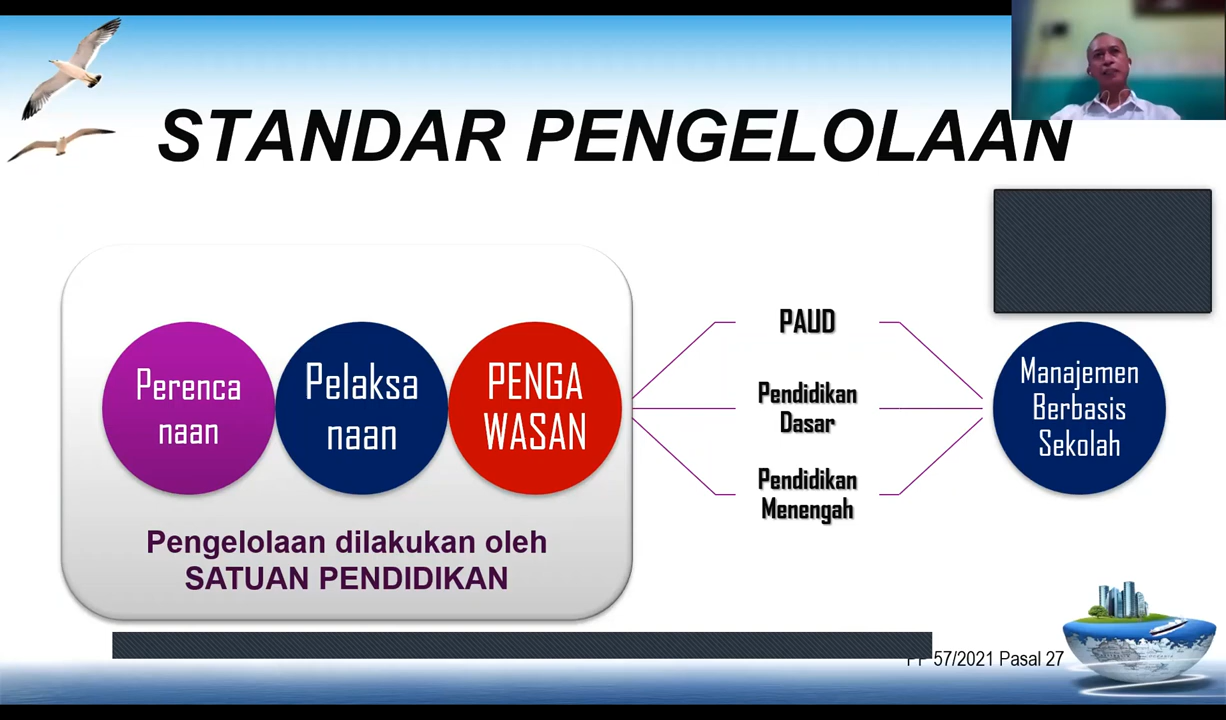 STANDAR PENGELOLAAN
Perenca
naan
Pelaksa
naan
PENGA
WASAN
Pengelolaan dilakukan oleh
SATUAN PENDIDIKAN
PAUD
Pendidikan
Dasar
Pendidikan
Menengah
Manajemen
Berbasis
Sekolah
PP 57/2021 Pasal 27